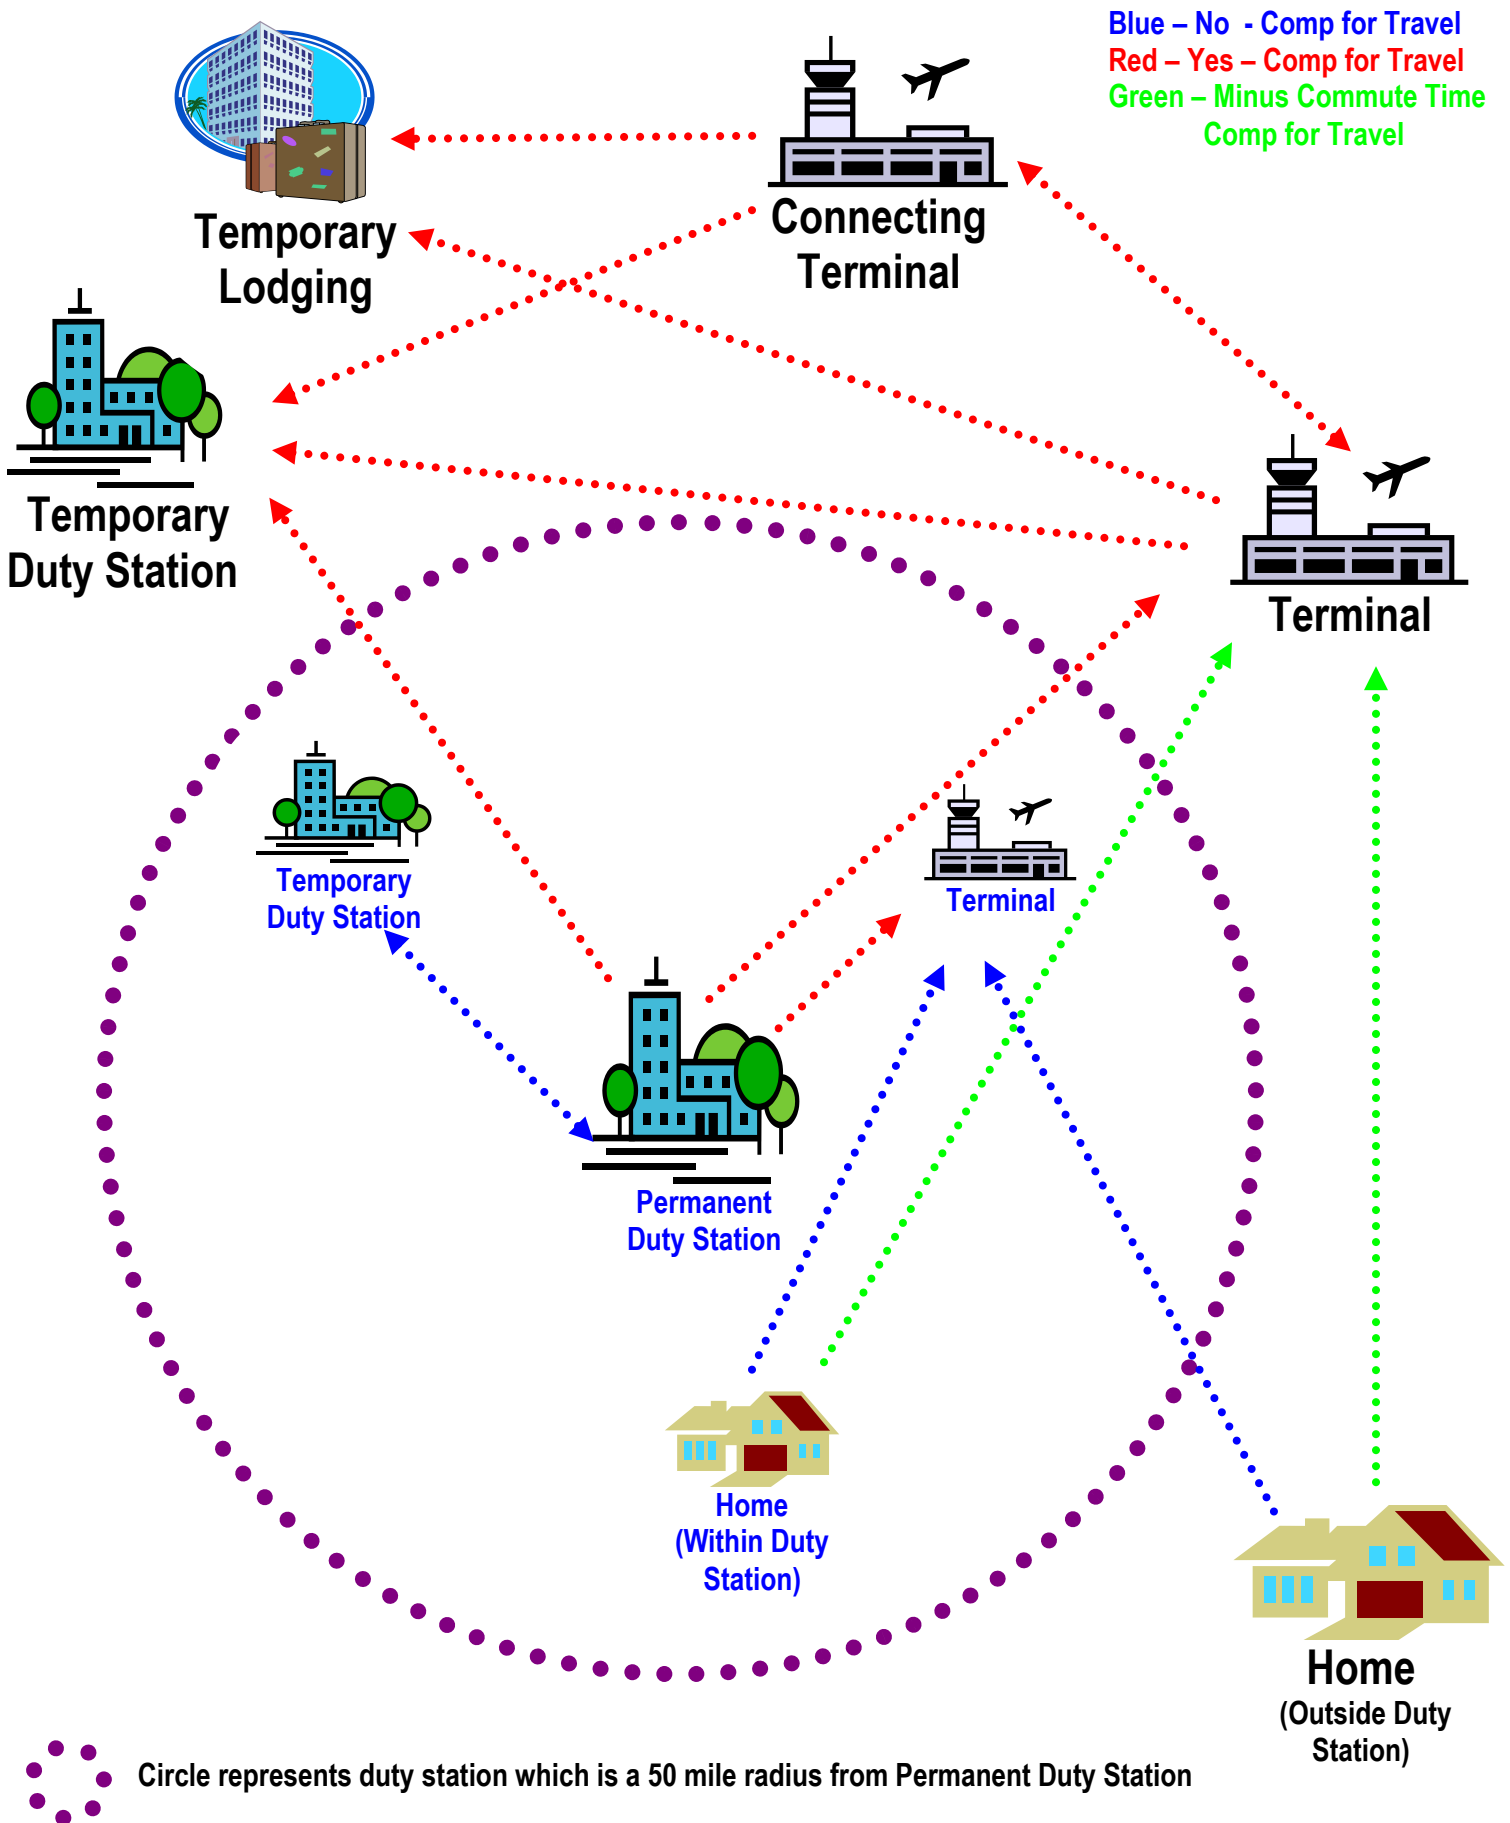 Blue – No  - Comp for Travel
Red – Yes – Comp for Travel
Green – Minus Commute Time
Comp for Travel
Connecting
Terminal
Temporary
Lodging
Temporary
Duty Station
Terminal
Temporary
Duty Station
Terminal
Permanent
Duty Station
Home
(Within Duty
Station)
Home
(Outside Duty
Station)
Circle represents duty station which is a 50 mile radius from Permanent Duty Station